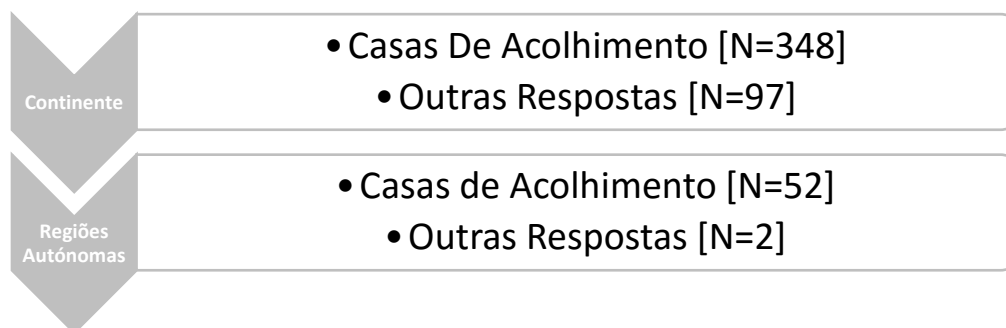 Continente
•Casas De Acolhimento [N=348]
•Outras Respostas [N=97]
Regiões
Autónomas
•Casas de Acolhimento [N=52]
•Outras Respostas [N=2]